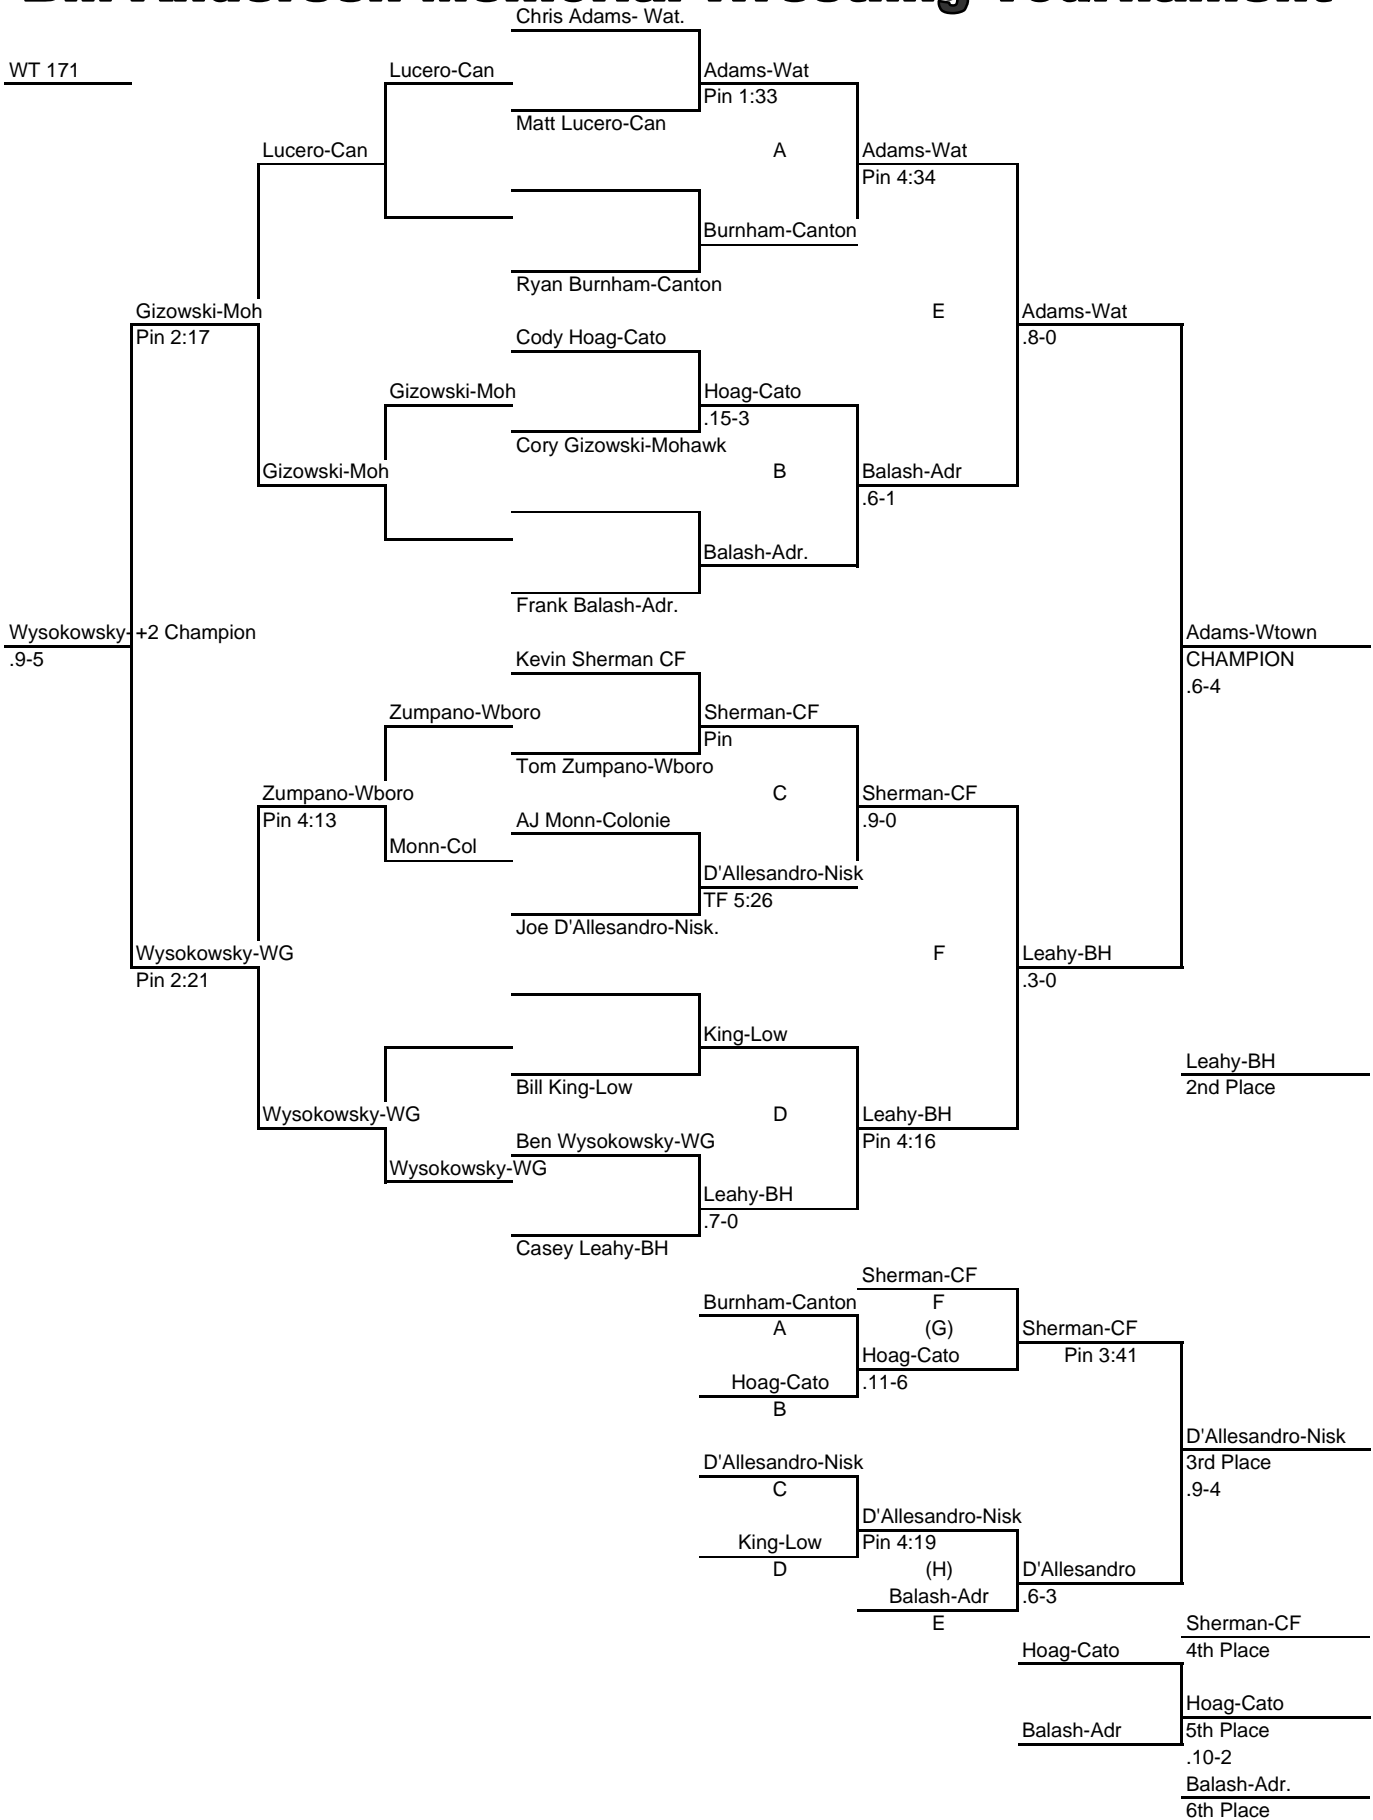 Chris Adams- Wat.
WT 171
Lucero-Can
Adams-Wat
Pin 1:33
Matt Lucero-Can
Lucero-Can
A
Adams-Wat
Pin 4:34
Burnham-Canton
Ryan Burnham-Canton
Gizowski-Moh
E
Adams-Wat
Pin 2:17
Cody Hoag-Cato
.8-0
Gizowski-Moh
Hoag-Cato
.15-3
Cory Gizowski-Mohawk
Gizowski-Moh
B
Balash-Adr
.6-1
Balash-Adr.
Frank Balash-Adr.
Wysokowsky-
+2 Champion
Adams-Wtown
.9-5
Kevin Sherman CF
CHAMPION
.6-4
Zumpano-Wboro
Sherman-CF
Pin
Tom Zumpano-Wboro
Zumpano-Wboro
C
Sherman-CF
Pin 4:13
AJ Monn-Colonie
.9-0
Monn-Col
D'Allesandro-Nisk
TF 5:26
Joe D'Allesandro-Nisk.
Wysokowsky-WG
F
Leahy-BH
Pin 2:21
.3-0
King-Low
Leahy-BH
Bill King-Low
2nd Place
Wysokowsky-WG
D
Leahy-BH
Ben Wysokowsky-WG
Pin 4:16
Wysokowsky-WG
Leahy-BH
.7-0
Casey Leahy-BH
Sherman-CF
Burnham-Canton
F
A
(G)
Sherman-CF
Hoag-Cato
Pin 3:41
Hoag-Cato
.11-6
B
D'Allesandro-Nisk
D'Allesandro-Nisk
3rd Place
C
.9-4
D'Allesandro-Nisk
King-Low
Pin 4:19
D
(H)
D'Allesandro
Balash-Adr
.6-3
E
Sherman-CF
Hoag-Cato
4th Place
Hoag-Cato
Balash-Adr
5th Place
.10-2
Balash-Adr.
6th Place